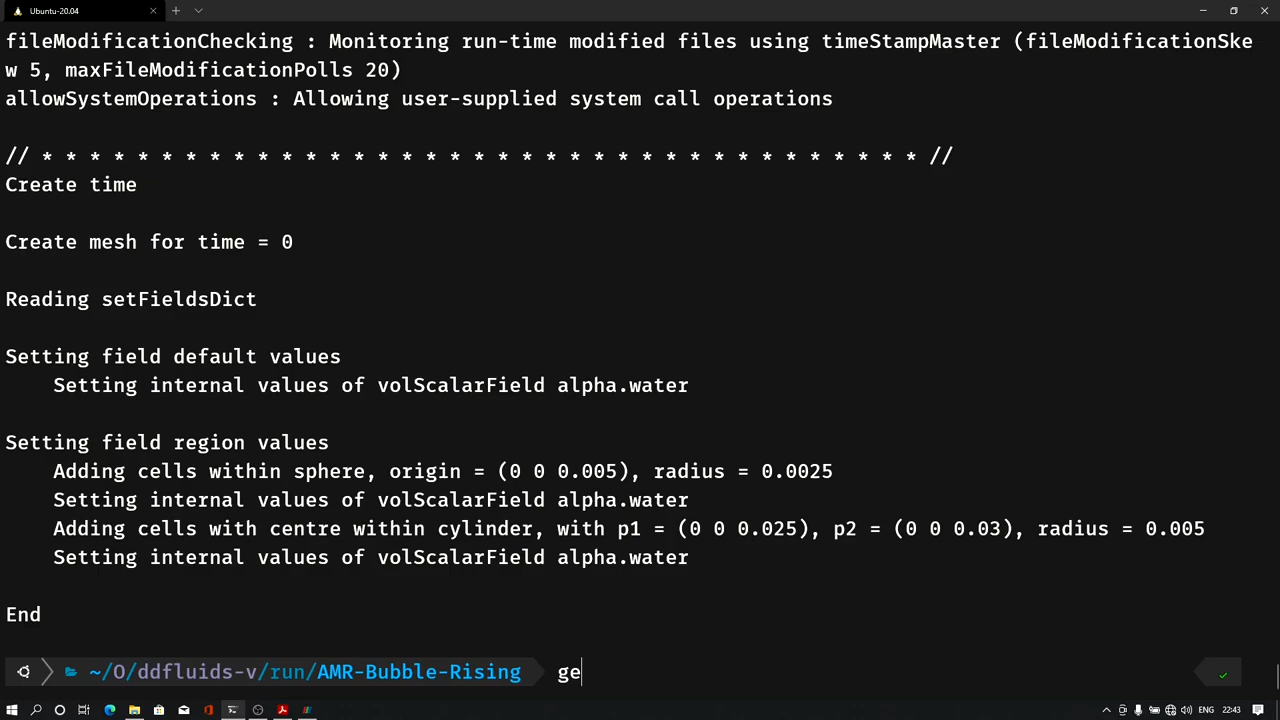 Ubuntu-20.04
fileModificationChecking : Monitoring run-time modified files using timeStampMaster (fileModificationSke
w 5, maxFileModificationPolls 20)
allowSystemOperations : Allowing user-supplied system call operations
// * * * * * * * * * * * * * * * * * * * * * * * * * * * * * * * * * * * * * //
Create time
Create mesh for time = 0
Reading setFieldsDict
Setting field default values
Setting internal values of volScalarField alpha.water
Setting field region values
Adding cells within sphere, origin = (0 0 0.005), radius = 0.0025
Setting internal values of volScalarField alpha.water
Adding cells with centre within cylinder, with p1 = (0 0 0.025), p2 = (0 0 0.03), radius = 0.005
Setting internal values of volScalarField alpha.water
End
~/O/ddfluids-v/run/AMR-Bubble-Rising ge
ENG 22:43